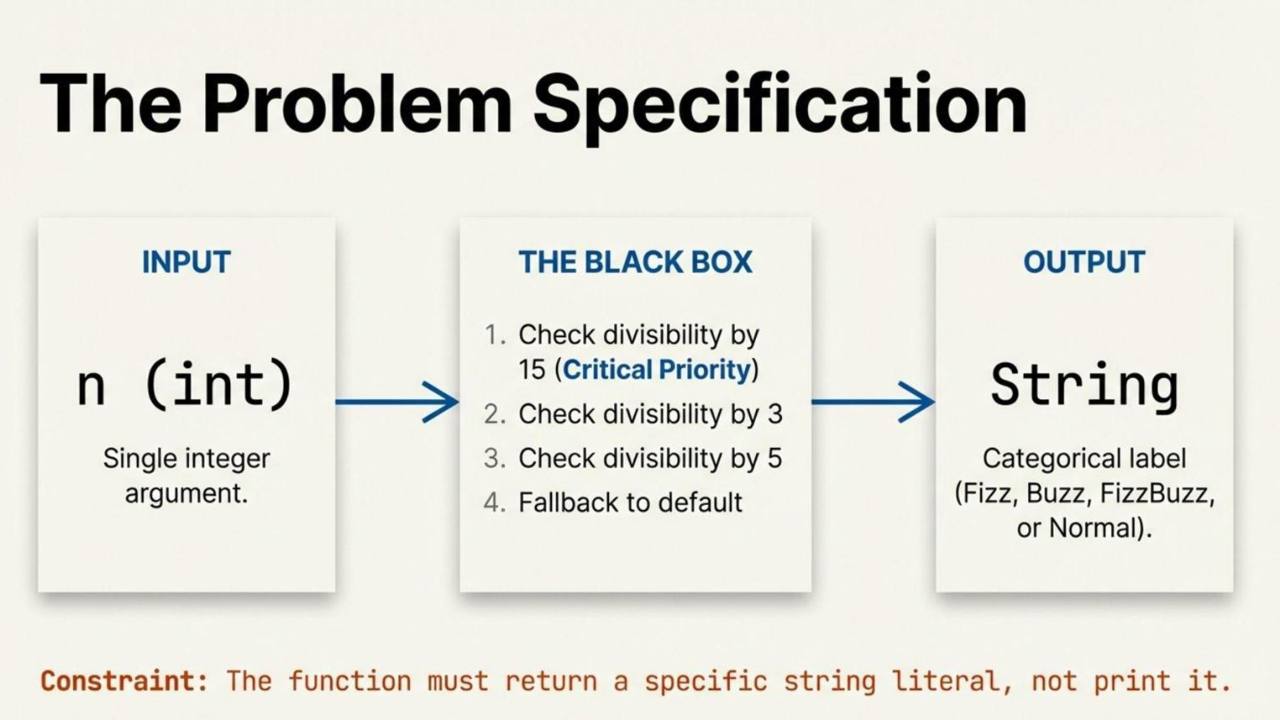 The Problem Specification
INPUT
n (int)
Single integer
argument.
THE BLACK BOX
1. Check divisibility by
15 (Critical Priority)
2. Check divisibility by 3
3. Check divisibility by 5
4. Fallback to default
OUTPUT
String
Categorical label
(Fizz, Buzz, FizzBuzz,
or Normal).
Constraint: The function must return a specific string literal, not print it.